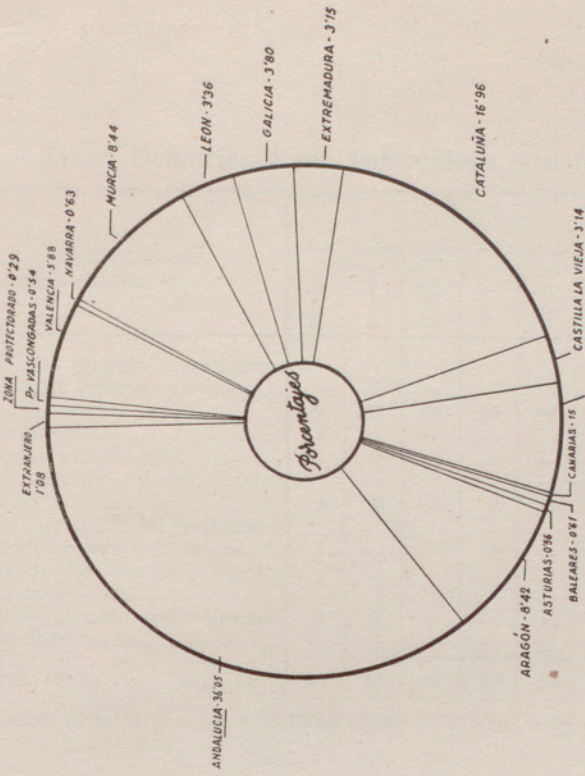 ANDALUCIA - 36'05
EXTRANJERO
1'08
ZONA PROTECTORADO - 0'29
Pr VASCONGADAS - 0'54
VALENCIA - 5'88
NAVARRA - 0'63
MURCIA - 8'44
LEON - 3'36
GALICIA - 3'80
EXTREMADURA - 3'15
CATALUÑA - 16'96
CASTILLA LA VIEJA - 3'14
CANARIAS - 15
BALEARES - 0'61
ASTURIAS - 0'56
ARAGÓN - 8'42
Porcentajes